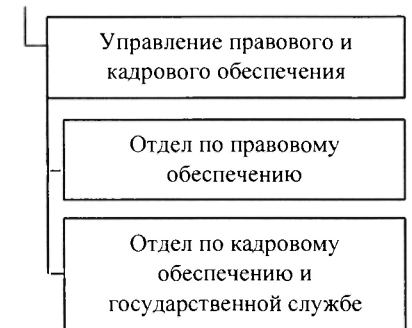 Управление правового и
кадрового обеспечения
Отдел по правовому
обеспечению
Отдел по кадровому
обеспечению и
государственной службе